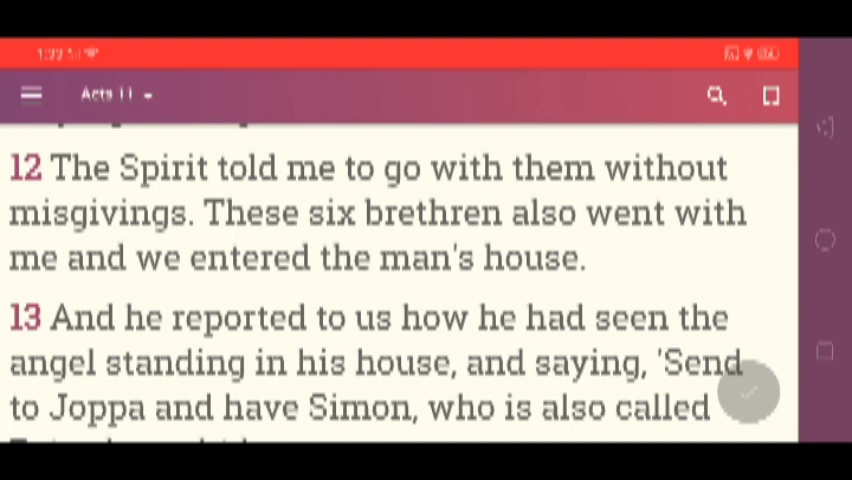 Acts 11
12 The Spirit told me to go with them without
misgivings. These six brethren also went with
me and we entered the man's house.
13 And he reported to us how he had seen the
angel standing in his house, and saying, 'Send
to Joppa and have Simon, who is also called